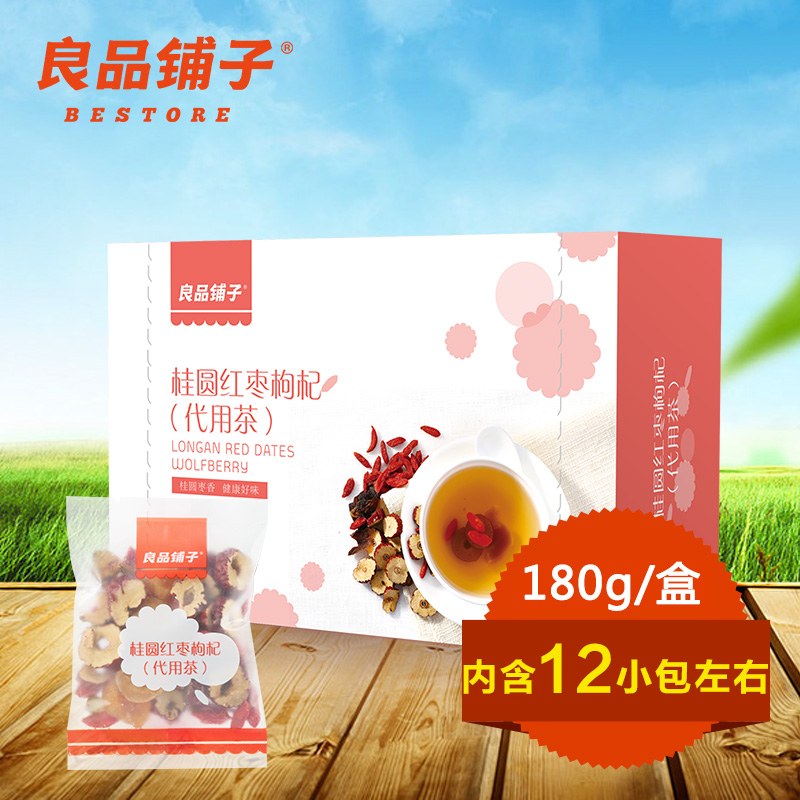 良品铺子®
BESTORE
良品铺子®
桂圆红枣枸杞
（代用茶）
LONGAN RED DATES
WOLFBERRY
桂圆枣香 健康好味
桂圆红枣枸杞
（代用茶）
良品铺子®
桂圆红枣枸杞
（代用茶）
180g/盒
内含12小包左右